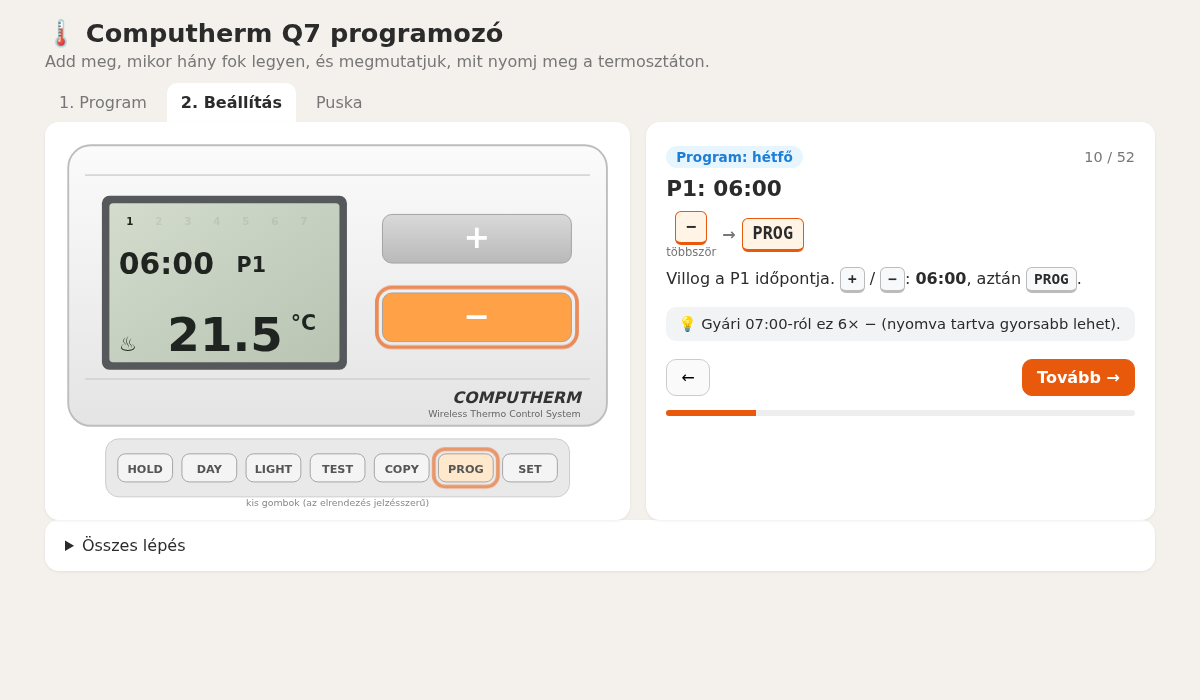 Computherm Q7 programozó
Add meg, mikor hány fok legyen, és megmutatjuk, mit nyomj meg a termosztáton.
1. Program 2. Beállítás Puska
1 2 3 4 5 6 7
06:00 P1
21.5 °C
+
−
COMPUTHERM
Wireless Thermo Control System
HOLD DAY LIGHT TEST COPY PROG SET
kis gombok (az elrendezés jelzésszerű)
Program: hétfő 10 / 52
P1: 06:00
− → PROG
többször
Villog a P1 időpontja. + / −: 06:00, aztán PROG.
Gyári 07:00-ról ez 6× − (nyomva tartva gyorsabb lehet).
← Tovább →
Összes lépés